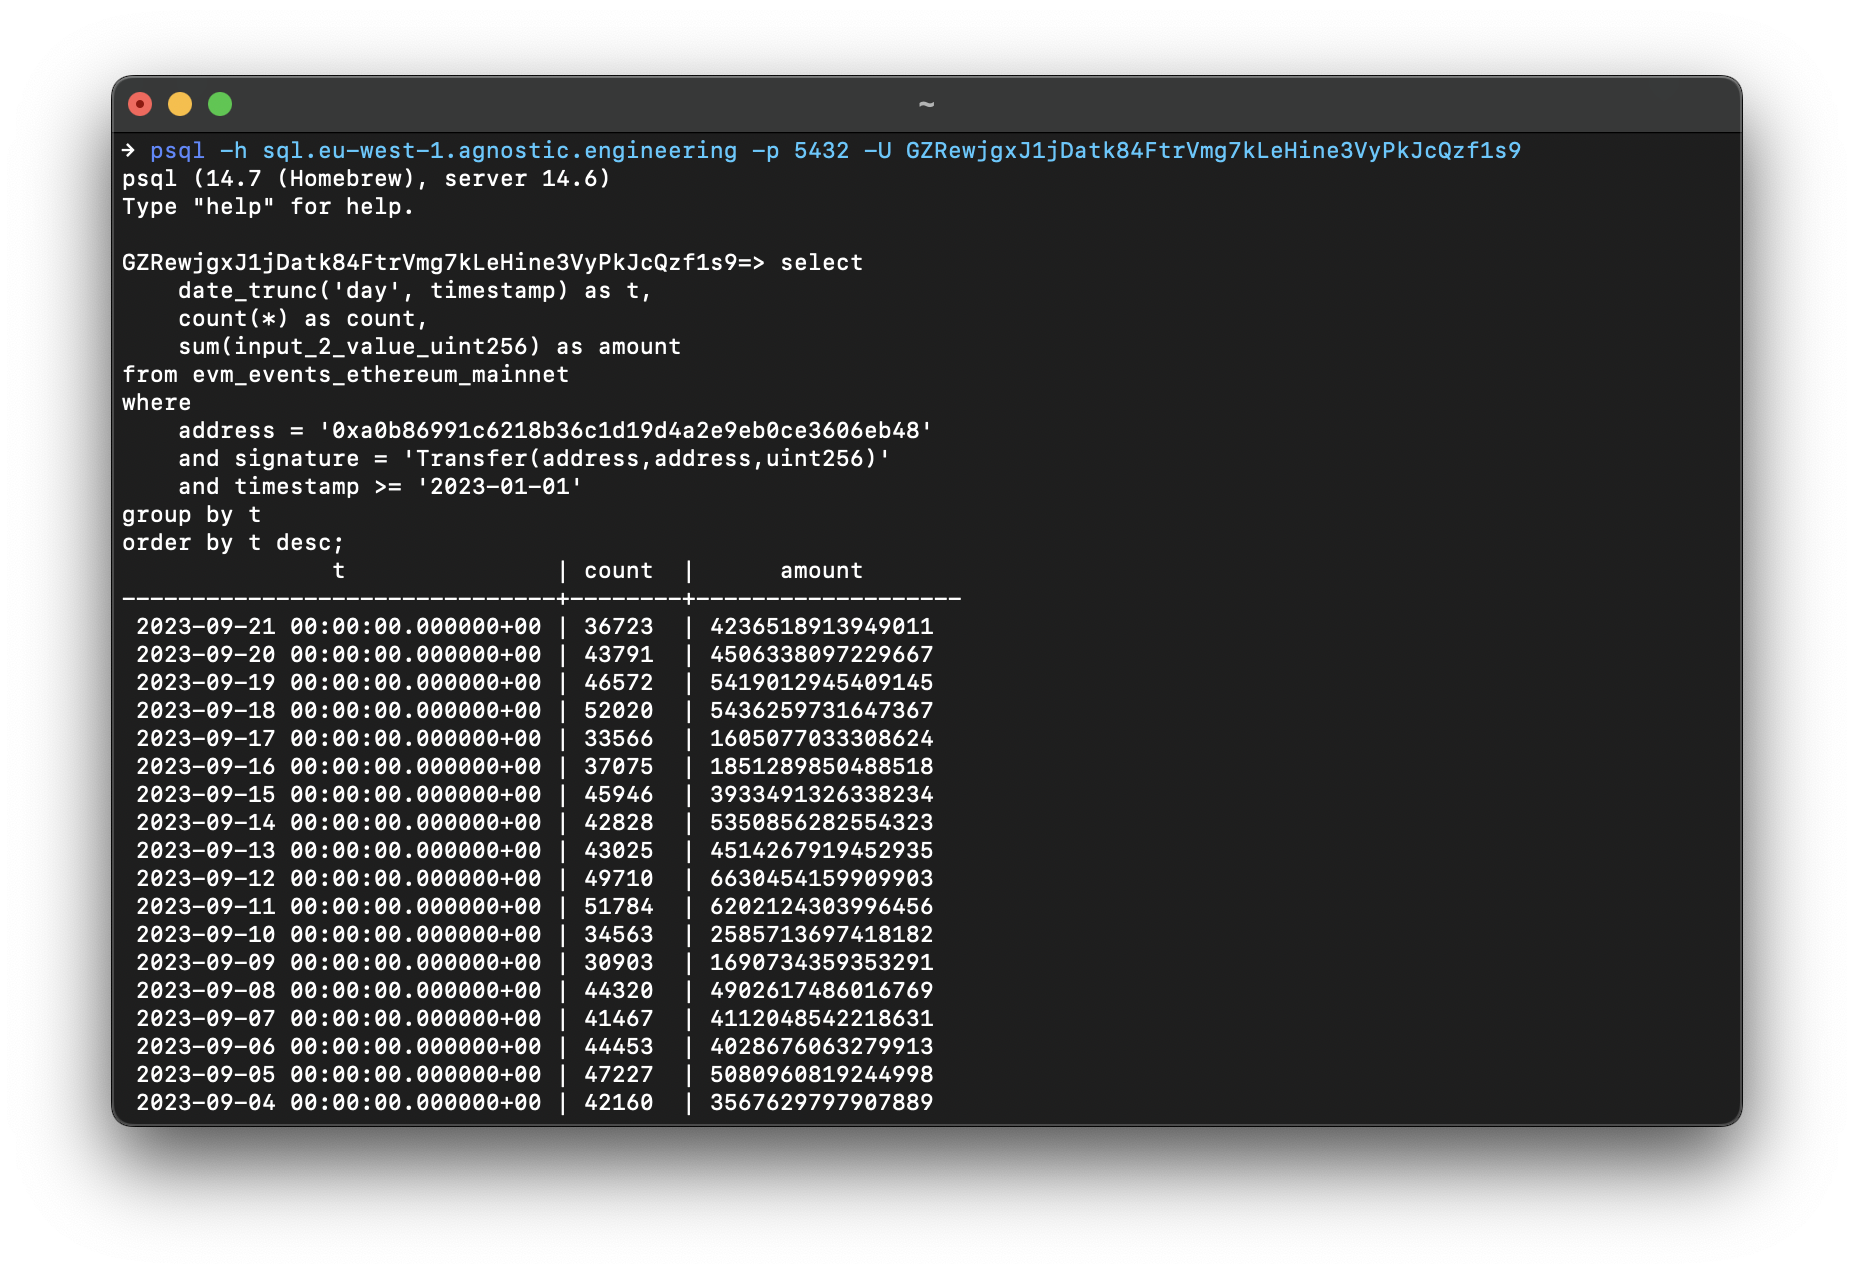 ~
→ psql -h sql.eu-west-1.agnostic.engineering -p 5432 -U GZRewjgxJ1jDatk84FtrVmg7kLeHine3VyPkJcQzf1s9
psql (14.7 (Homebrew), server 14.6)
Type "help" for help.

GZRewjgxJ1jDatk84FtrVmg7kLeHine3VyPkJcQzf1s9=> select
    date_trunc('day', timestamp) as t,
    count(*) as count,
    sum(input_2_value_uint256) as amount
from evm_events_ethereum_mainnet
where
    address = '0xa0b86991c6218b36c1d19d4a2e9eb0ce3606eb48'
    and signature = 'Transfer(address,address,uint256)'
    and timestamp >= '2023-01-01'
group by t
order by t desc;
               t               | count  |      amount
-------------------------------+--------+-------------------
 2023-09-21 00:00:00.000000+00 | 36723  | 4236518913949011
 2023-09-20 00:00:00.000000+00 | 43791  | 4506338097229667
 2023-09-19 00:00:00.000000+00 | 46572  | 5419012945409145
 2023-09-18 00:00:00.000000+00 | 52020  | 5436259731647367
 2023-09-17 00:00:00.000000+00 | 33566  | 1605077033308624
 2023-09-16 00:00:00.000000+00 | 37075  | 1851289850488518
 2023-09-15 00:00:00.000000+00 | 45946  | 3933491326338234
 2023-09-14 00:00:00.000000+00 | 42828  | 5350856282554323
 2023-09-13 00:00:00.000000+00 | 43025  | 4514267919452935
 2023-09-12 00:00:00.000000+00 | 49710  | 6630454159909903
 2023-09-11 00:00:00.000000+00 | 51784  | 6202124303996456
 2023-09-10 00:00:00.000000+00 | 34563  | 2585713697418182
 2023-09-09 00:00:00.000000+00 | 30903  | 1690734359353291
 2023-09-08 00:00:00.000000+00 | 44320  | 4902617486016769
 2023-09-07 00:00:00.000000+00 | 41467  | 4112048542218631
 2023-09-06 00:00:00.000000+00 | 44453  | 4028676063279913
 2023-09-05 00:00:00.000000+00 | 47227  | 5080960819244998
 2023-09-04 00:00:00.000000+00 | 42160  | 3567629797907889